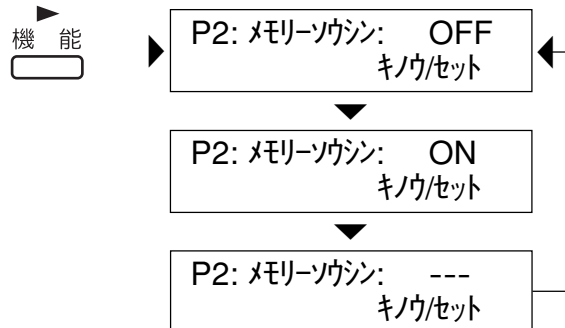 機 能
P2: ﾒﾓﾘｰｿｳｼﾝ: OFF
ｷﾉｳ/ｾｯﾄ
P2: ﾒﾓﾘｰｿｳｼﾝ: ON
ｷﾉｳ/ｾｯﾄ
P2: ﾒﾓﾘｰｿｳｼﾝ: ---
ｷﾉｳ/ｾｯﾄ